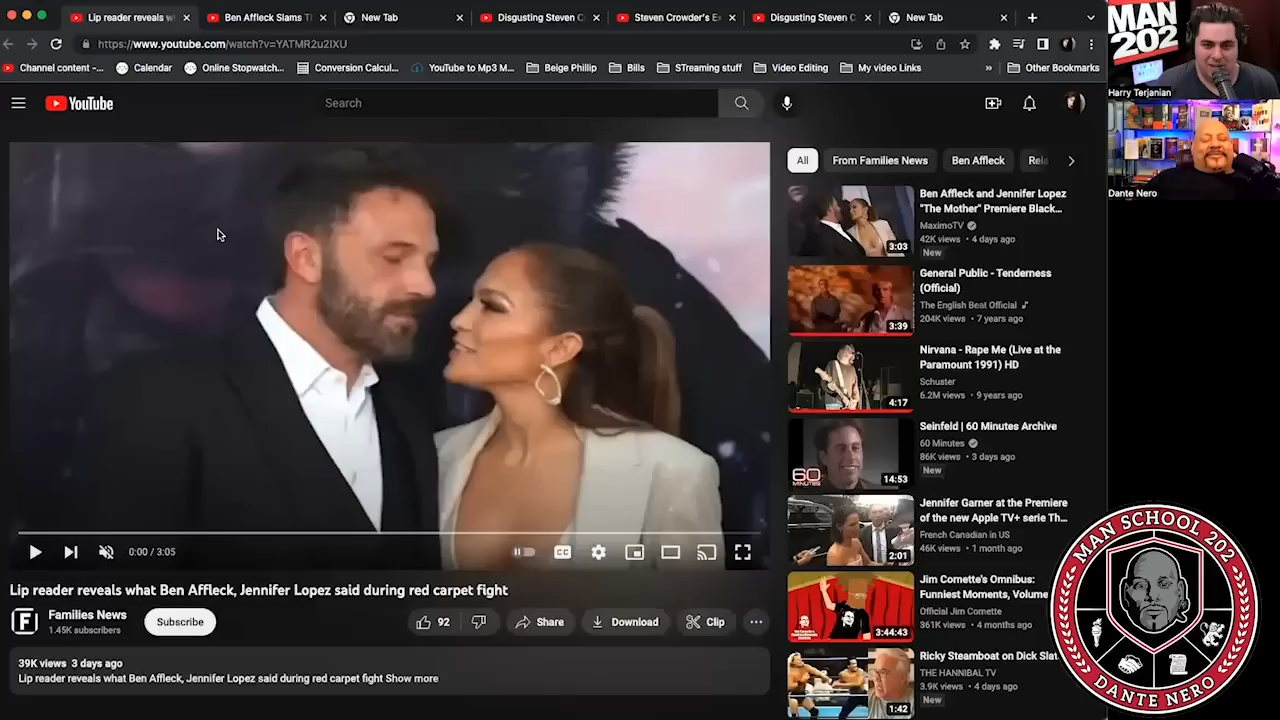 Lip reader reveals w
Ben Affleck Slams T
New Tab
Disgusting Steven C
Steven Crowder's Ex
Disgusting Steven C
New Tab
https://www.youtube.com/watch?v=YATMR2u2IXU
Channel content -...
Calendar
Online Stopwatch...
Conversion Calcul...
YouTube to Mp3 M...
Beige Phillip
Bills
STreaming stuff
Video Editing
My video Links
»
Other Bookmarks
YouTube
Search
All
From Families News
Ben Affleck
Rela
Ben Affleck and Jennifer Lopez
"The Mother" Premiere Black...
MaximoTV
42K views • 4 days ago
New
3:03
General Public - Tenderness
(Official)
The English Beat Official
204K views • 7 years ago
3:39
Nirvana - Rape Me (Live at the
Paramount 1991) HD
Schuster
6.2M views • 9 years ago
4:17
Seinfeld | 60 Minutes Archive
60 Minutes
86K views • 3 days ago
New
60
MINUTES
14:53
Jennifer Garner at the Premiere
of the new Apple TV+ serie Th...
French Canadian in US
46K views • 1 month ago
2:01
Jim Cornette's Omnibus:
Funniest Moments, Volume
Official Jim Cornette
361K views • 4 months
3:44:43
Ricky Steamboat on Dick Slat
THE HANNIBAL TV
3.9K views • 4 days ago
New
1:42
0:00 / 3:05
CC
Lip reader reveals what Ben Affleck, Jennifer Lopez said during red carpet fight
F
Families News
1.45K subscribers
Subscribe
92
Share
Download
Clip
39K views 3 days ago
Lip reader reveals what Ben Affleck, Jennifer Lopez said during red carpet fight Show more
MAN
202
Harry Terjanian
Dante Nero
MAN SCHOOL 202
DANTE NERO